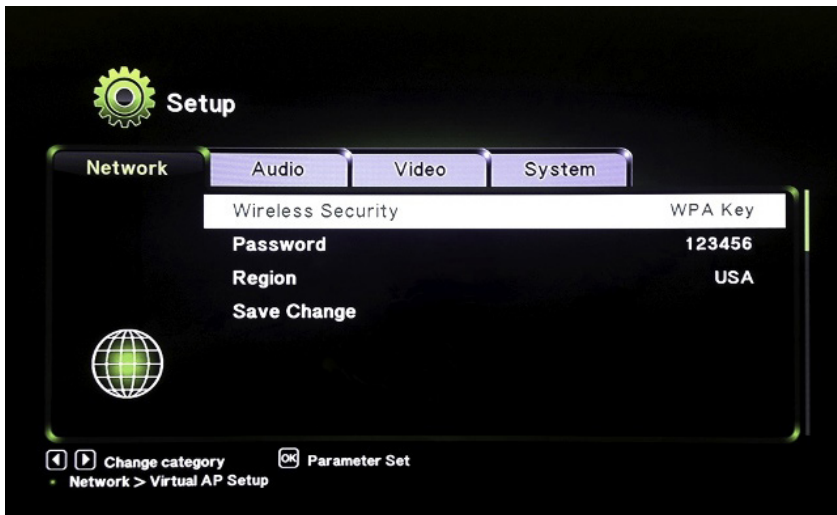 Setup
Network Audio Video System
Wireless Security WPA Key
Password 123456
Region USA
Save Change
Change category OK Parameter Set
Network > Virtual AP Setup